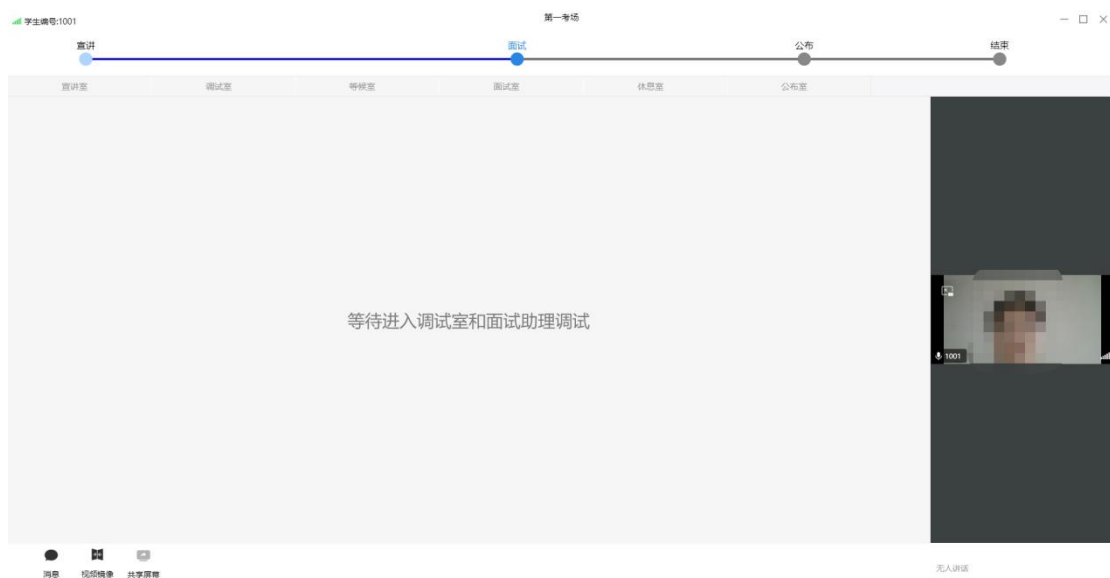 学生编号:1001
第一考场
宣讲
面试
公布
结束
宣讲室
调试室
等候室
面试室
休息室
公布室
等待进入调试室和面试助理调试
1001
消息
视频镜像
共享屏幕
无人讲话